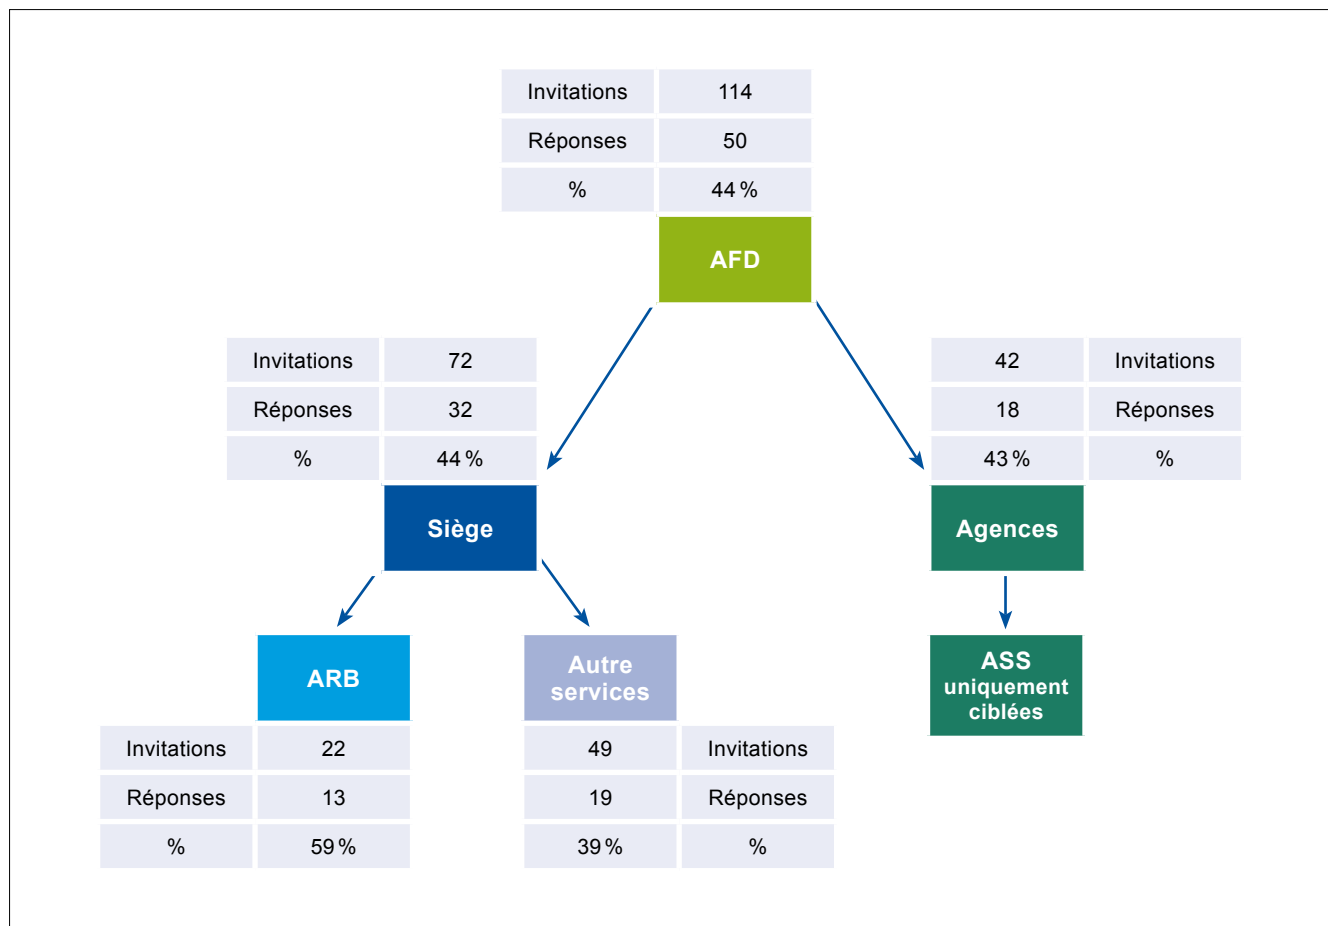 Invitations 114
Réponses 50
% 44 %
AFD
Invitations 72
Réponses 32
% 44 %
Siège
42 Invitations
18 Réponses
43 % %
Agences
ARB
Invitations 22
Réponses 13
% 59 %
Autre
services
49 Invitations
19 Réponses
39 % %
ASS
uniquement
ciblées